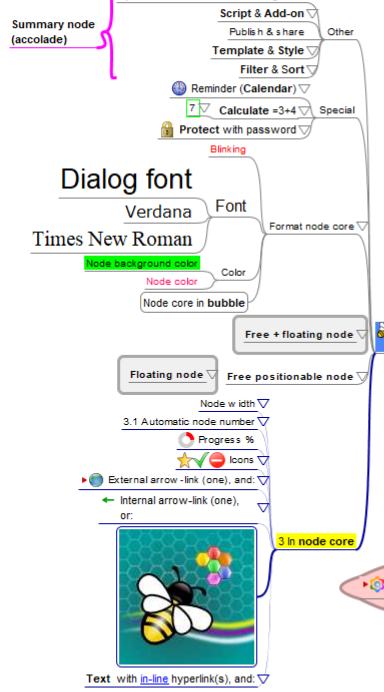 Summary node
(accolade)
Script & Add-on
Publish & share
Other
Template & Style
Filter & Sort
Reminder (Calendar)
7
Calculate =3+4
Special
Protect with password
Blinking
Dialog font
Verdana
Font
Times New Roman
Format node core
Node background color
Color
Node color
Node core in bubble
Free + floating node
Floating node
Free positionable node
Node width
3.1 Automatic node number
Progress %
Icons
External arrow-link (one), and:
Internal arrow-link (one),
or:
3 In node core
Text with in-line hyperlink(s), and: